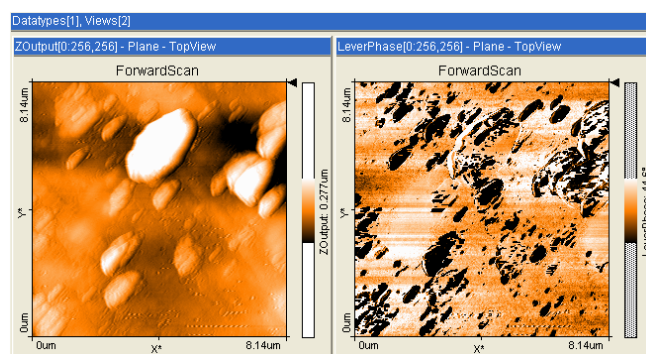 Datatypes[1], Views[2]
ZOutput[0:256,256] - Plane - TopView
ForwardScan
8.14um
Y*
0um
0um
X*
8.14um
ZOutput: 0.277um
LeverPhase[0:256,256] - Plane - TopView
ForwardScan
8.14um
Y*
0um
0um
X*
8.14um
LeverPhase: